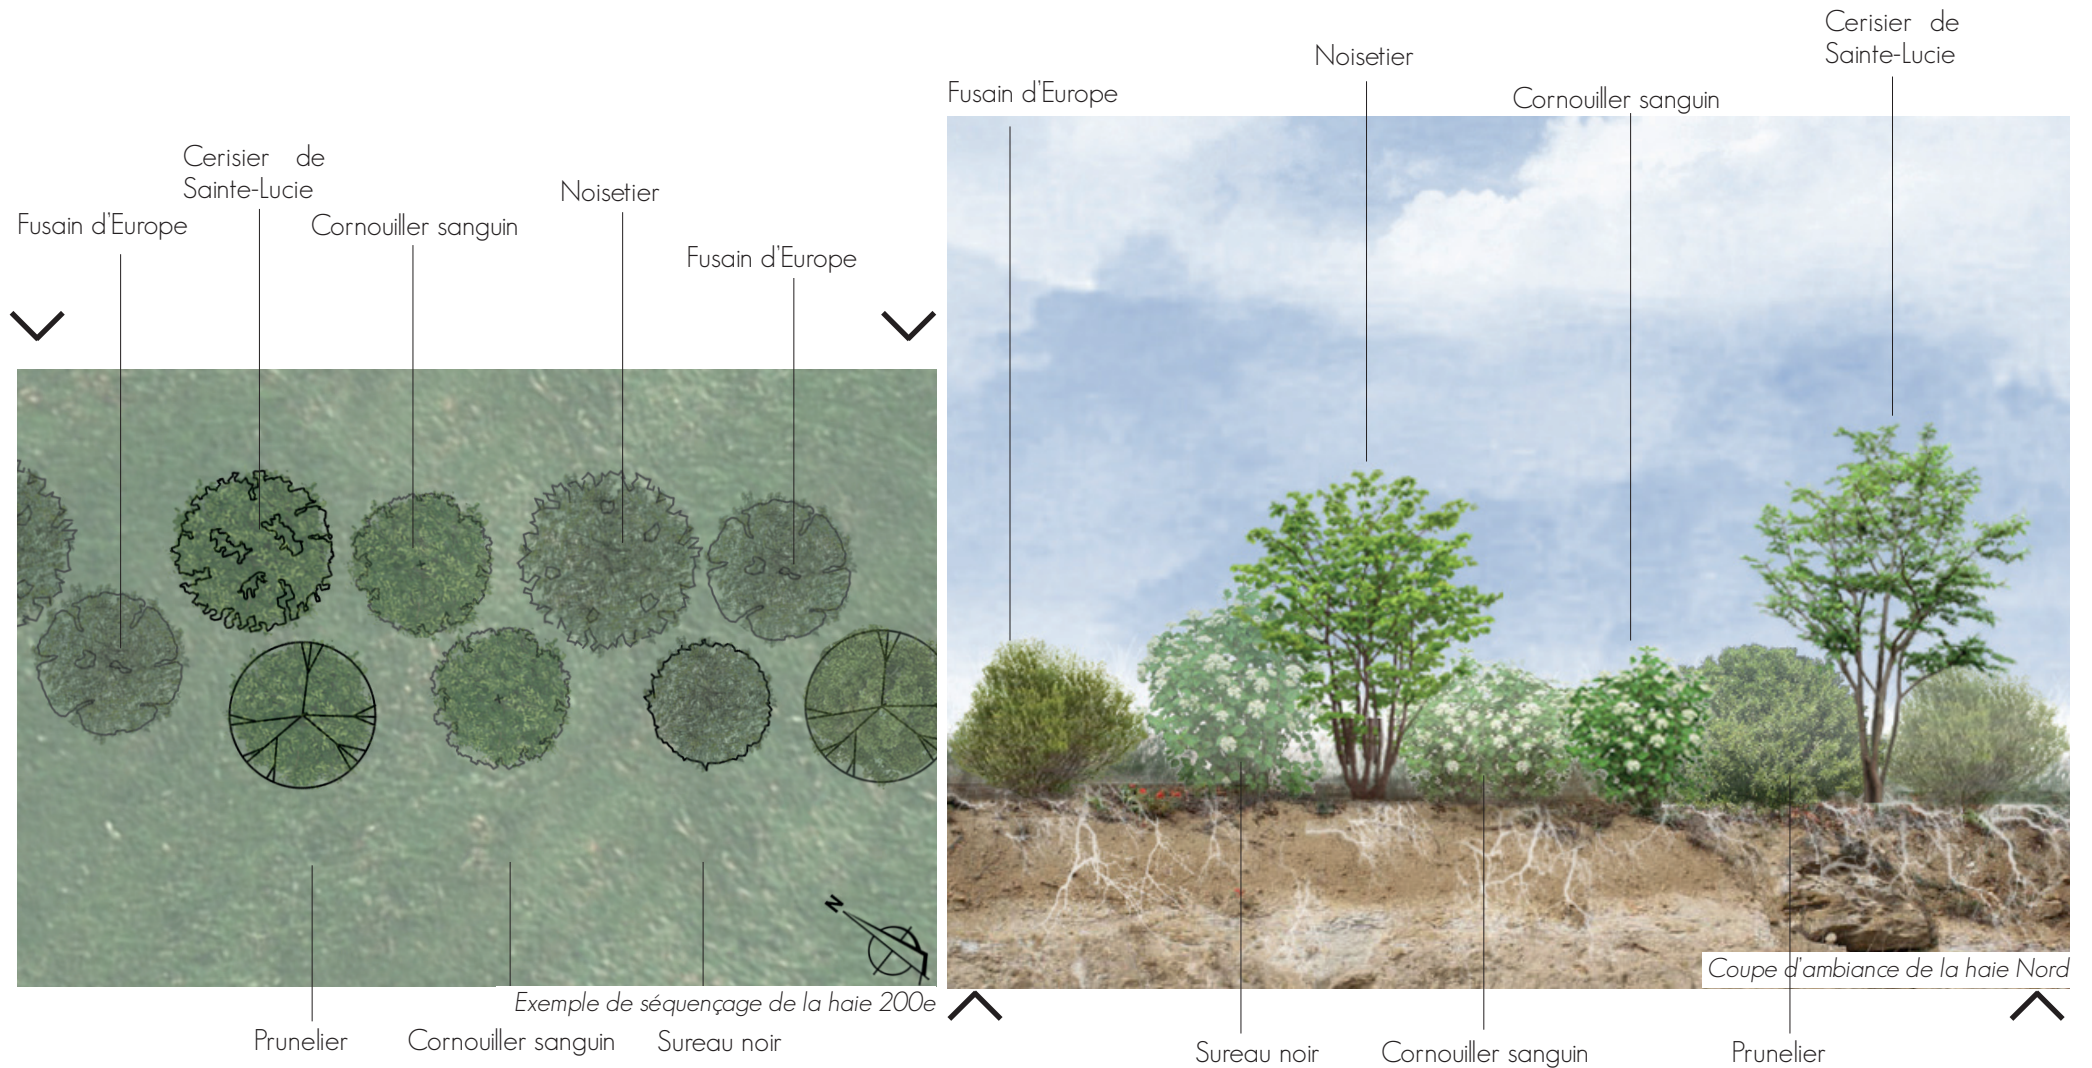 Cerisier de
Sainte-Lucie
Noisetier
Fusain d'Europe
Cornouiller sanguin
Fusain d'Europe
N
Exemple de séquençage de la haie 200e
Prunelier
Cornouiller sanguin
Sureau noir
Cerisier de
Sainte-Lucie
Noisetier
Fusain d'Europe
Cornouiller sanguin
Coupe d'ambiance de la haie Nord
Sureau noir
Cornouiller sanguin
Prunelier